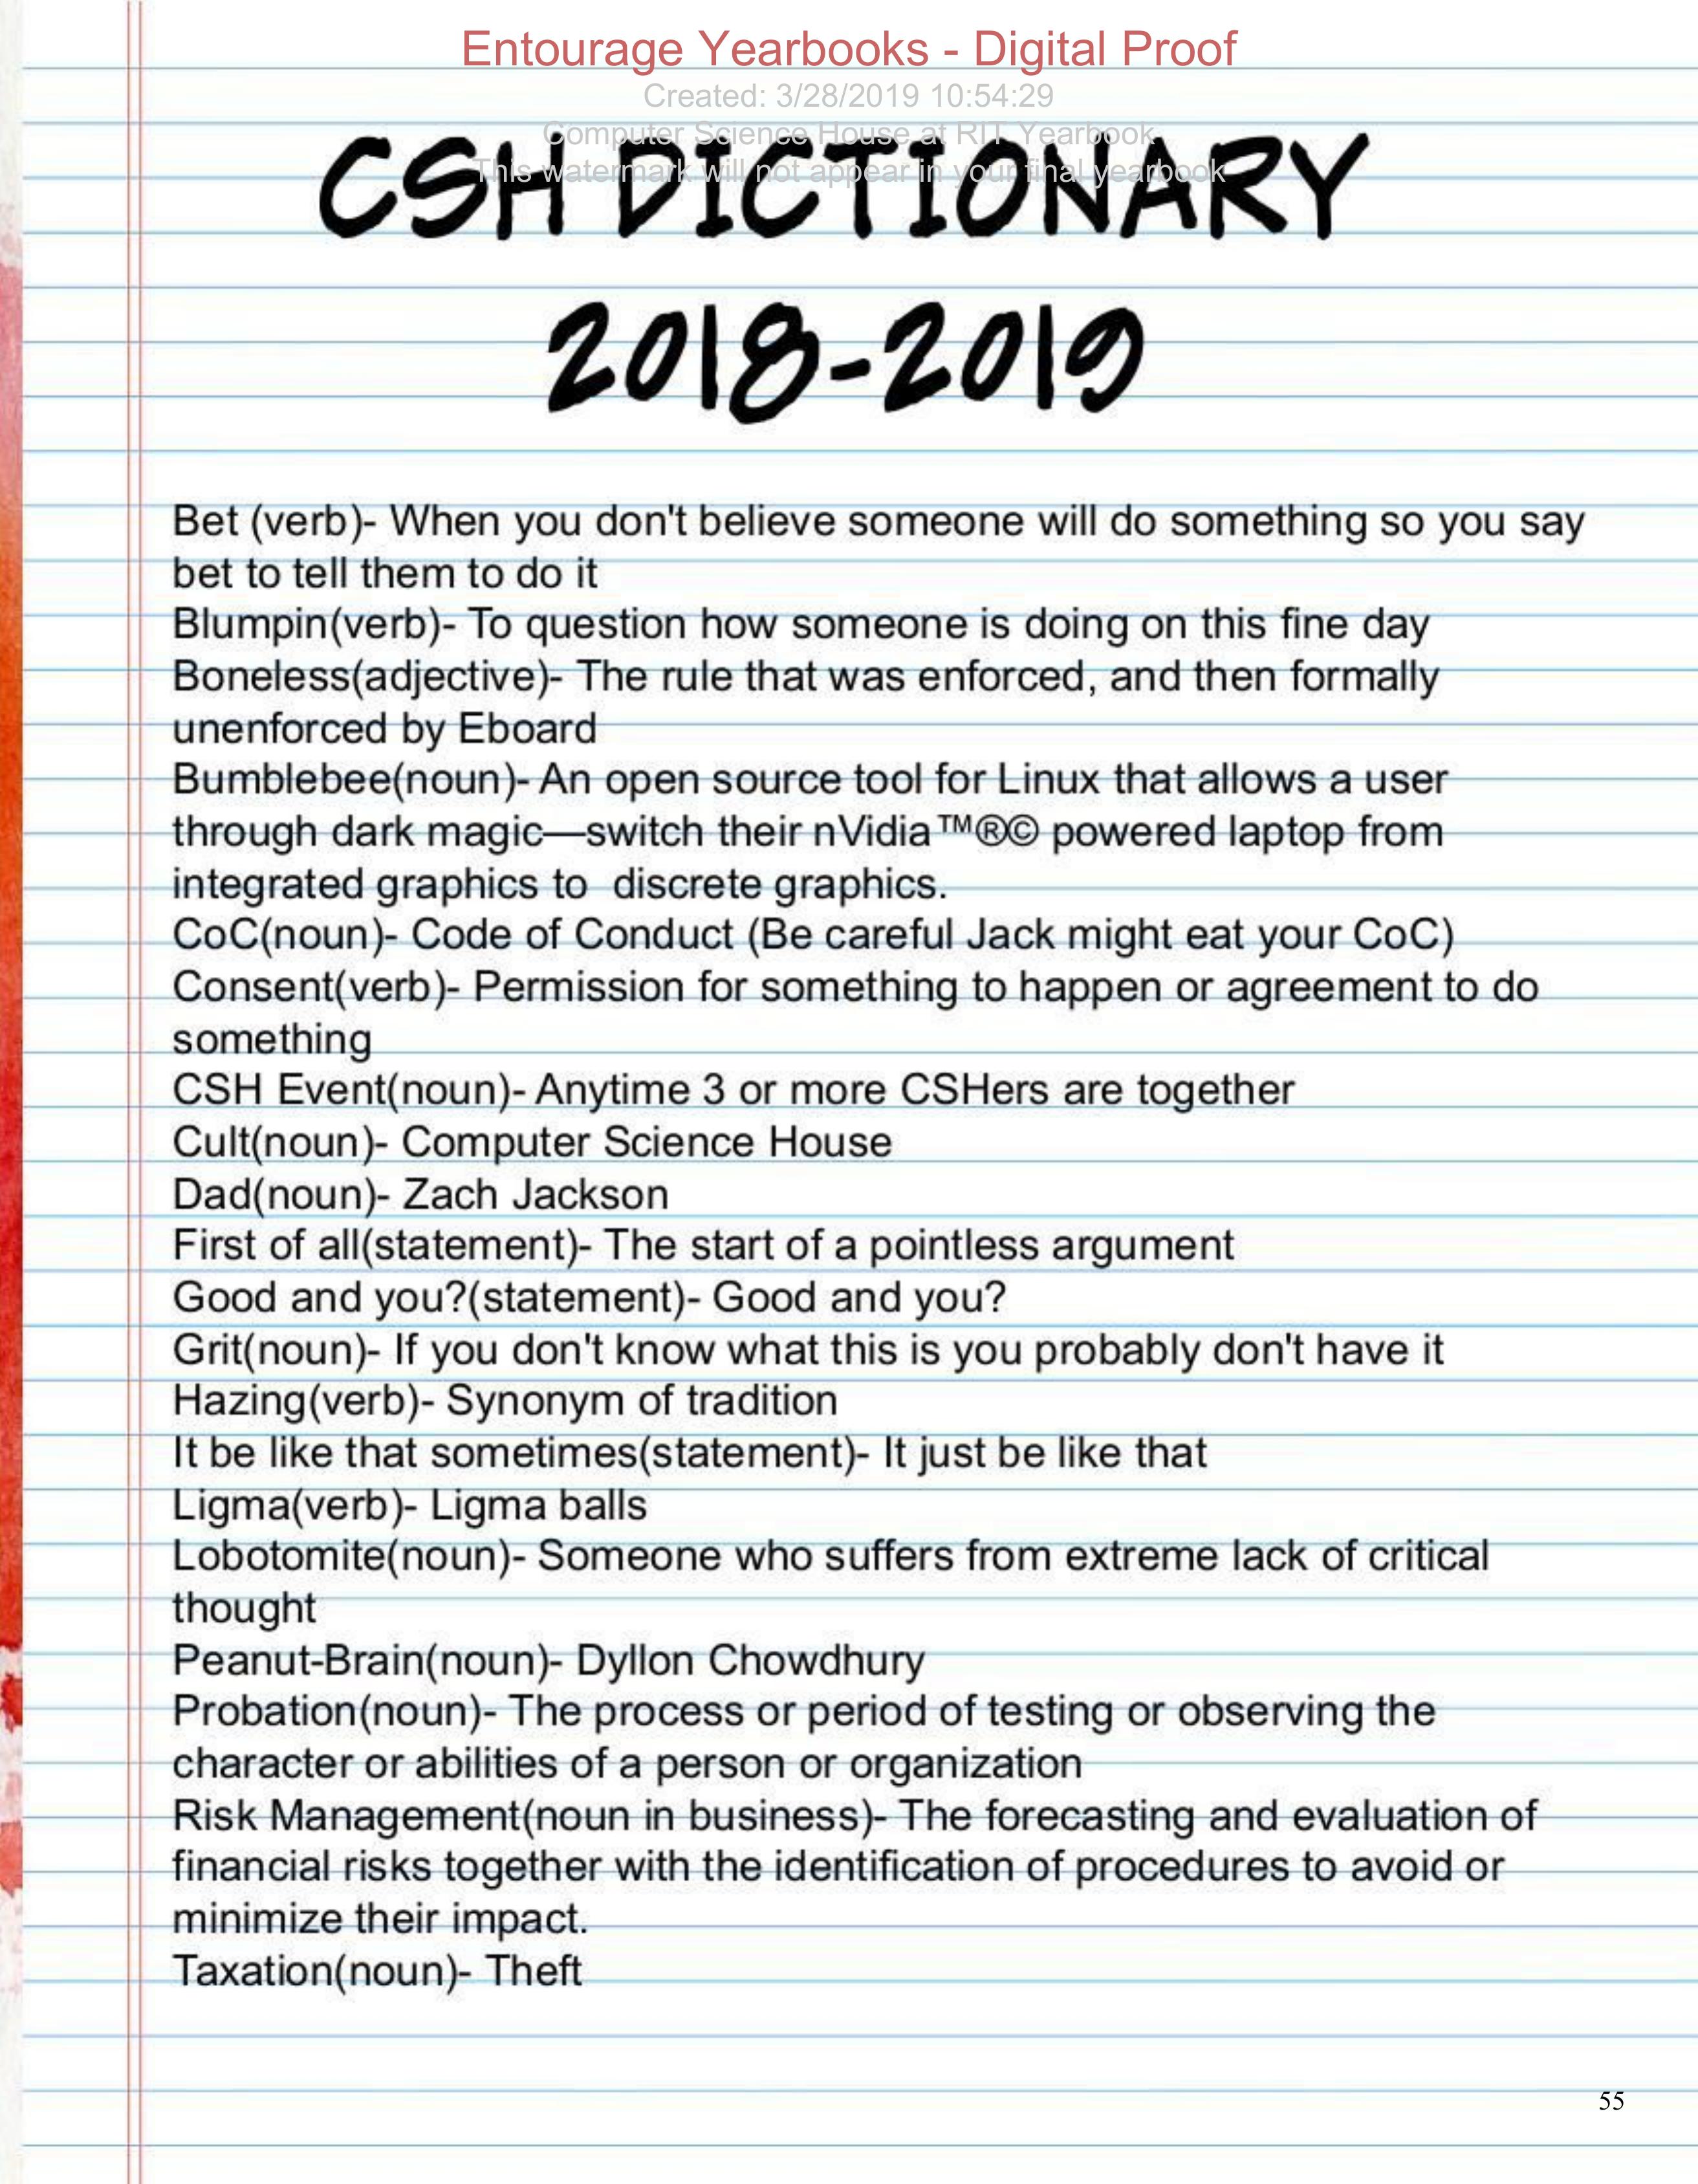 Entourage Yearbooks - Digital Proof
Created: 3/28/2019 10:54:29
Computer Science House at RIT Yearbook
This watermark will not appear in your final yearbook
CSH DICTIONARY
2018-2019
Bet (verb)- When you don't believe someone will do something so you say
bet to tell them to do it
Blumpin(verb)- To question how someone is doing on this fine day
Boneless(adjective)- The rule that was enforced, and then formally
unenforced by Eboard
Bumblebee(noun)- An open source tool for Linux that allows a user
through dark magic—switch their nVidia™®© powered laptop from
integrated graphics to  discrete graphics.
CoC(noun)- Code of Conduct (Be careful Jack might eat your CoC)
Consent(verb)- Permission for something to happen or agreement to do
something
CSH Event(noun)- Anytime 3 or more CSHers are together
Cult(noun)- Computer Science House
Dad(noun)- Zach Jackson
First of all(statement)- The start of a pointless argument
Good and you?(statement)- Good and you?
Grit(noun)- If you don't know what this is you probably don't have it
Hazing(verb)- Synonym of tradition
It be like that sometimes(statement)- It just be like that
Ligma(verb)- Ligma balls
Lobotomite(noun)- Someone who suffers from extreme lack of critical
thought
Peanut-Brain(noun)- Dyllon Chowdhury
Probation(noun)- The process or period of testing or observing the
character or abilities of a person or organization
Risk Management(noun in business)- The forecasting and evaluation of
financial risks together with the identification of procedures to avoid or
minimize their impact.
Taxation(noun)- Theft
55